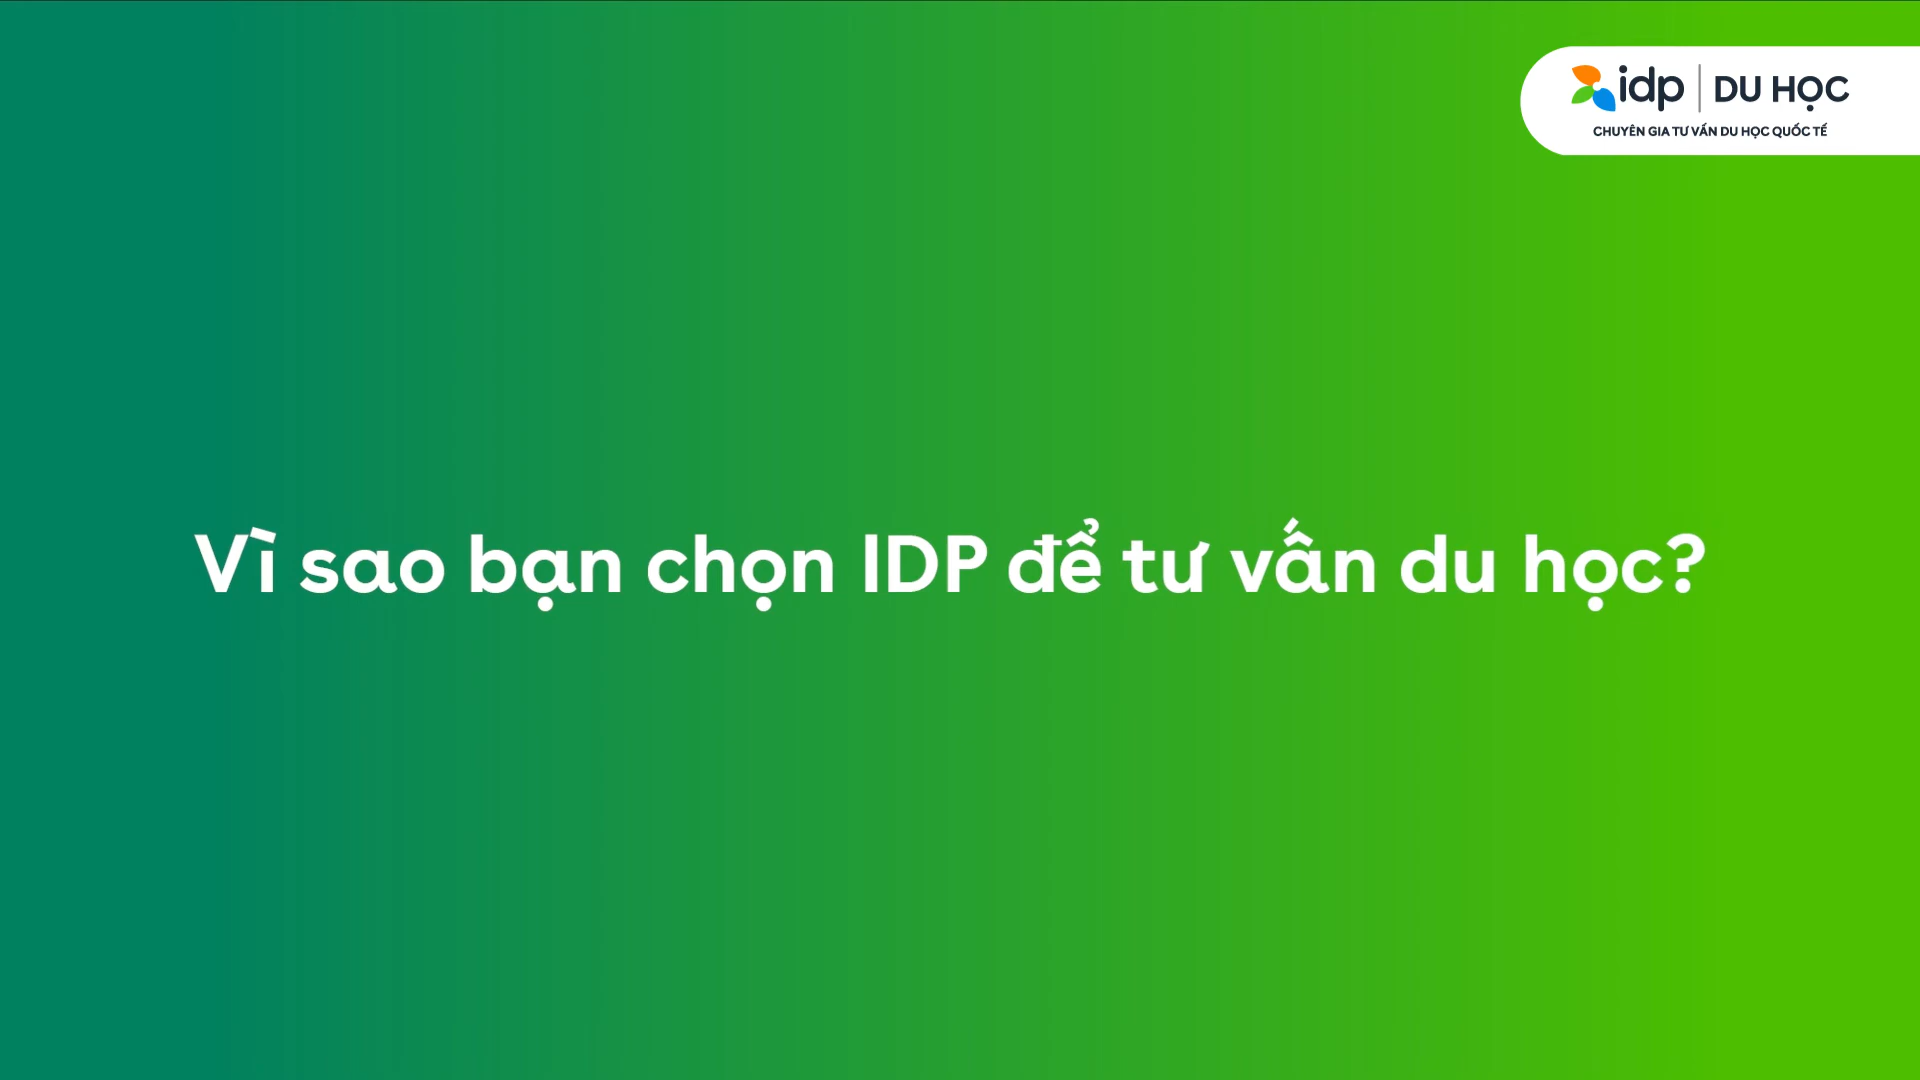 idp | DU HỌC
CHUYÊN GIA TƯ VẤN DU HỌC QUỐC TẾ
Vì sao bạn chọn IDP để tư vấn du học?